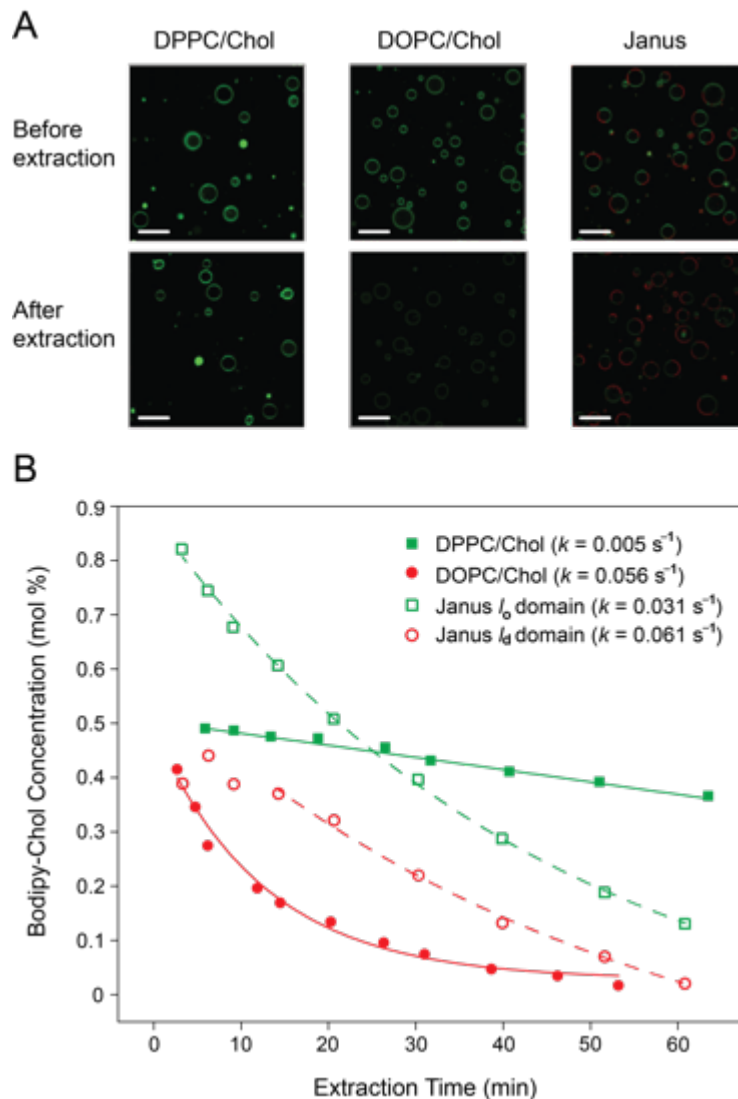 A
DPPC/Chol DOPC/Chol Janus
Before
extraction
After
extraction
B
Bodipy-Chol Concentration (mol %)
0.9
0.8
0.7
0.6
0.5
0.4
0.3
0.2
0.1
0
DPPC/Chol (k = 0.005 s⁻¹)
DOPC/Chol (k = 0.056 s⁻¹)
Janus lₒ domain (k = 0.031 s⁻¹)
Janus l_d domain (k = 0.061 s⁻¹)
0 10 20 30 40 50 60
Extraction Time (min)